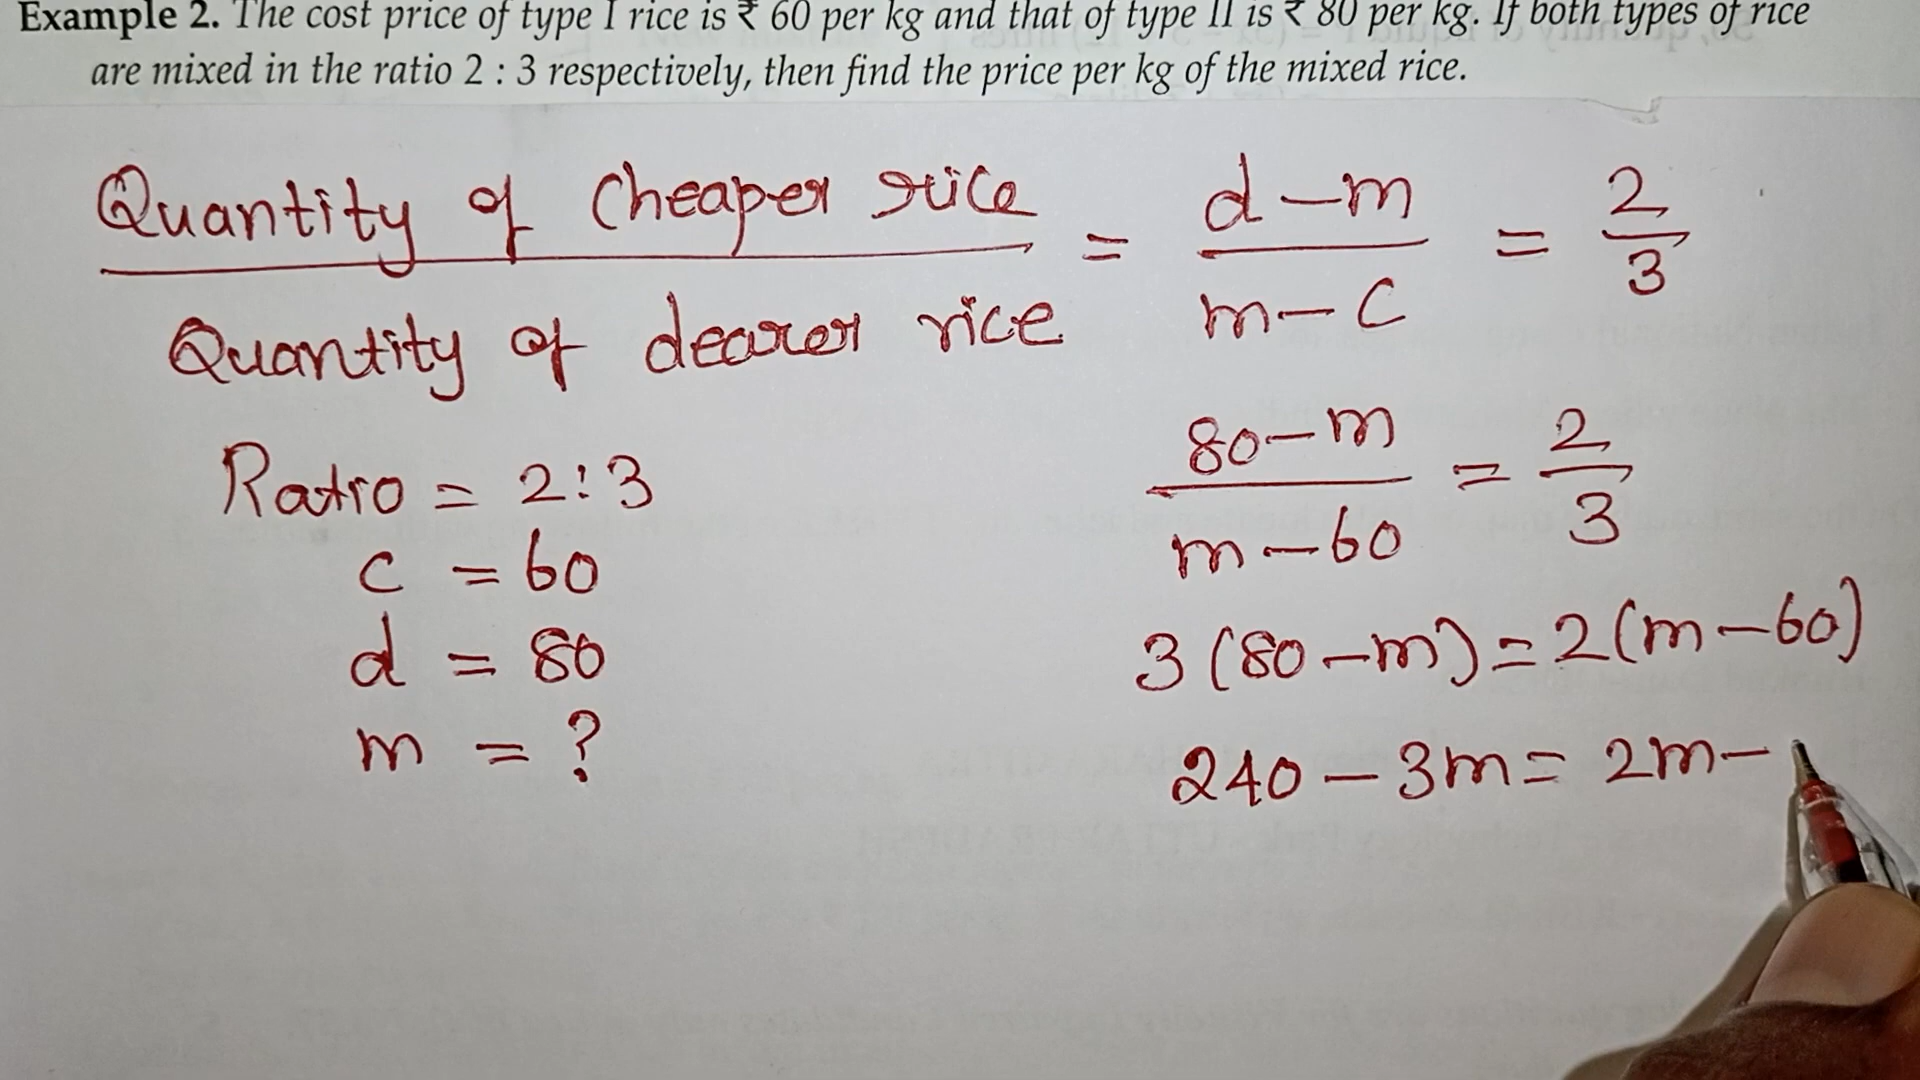 Example 2. The cost price of type I rice is ₹ 60 per kg and that of type II is ₹ 80 per kg. If both types of rice
are mixed in the ratio 2 : 3 respectively, then find the price per kg of the mixed rice.
Quantity of Cheaper rice / Quantity of dearer rice = d-m / m-c = 2/3
Ratio = 2:3
c = 60
d = 80
m = ?
80-m / m-60 = 2/3
3(80-m) = 2(m-60)
240 - 3m = 2m-